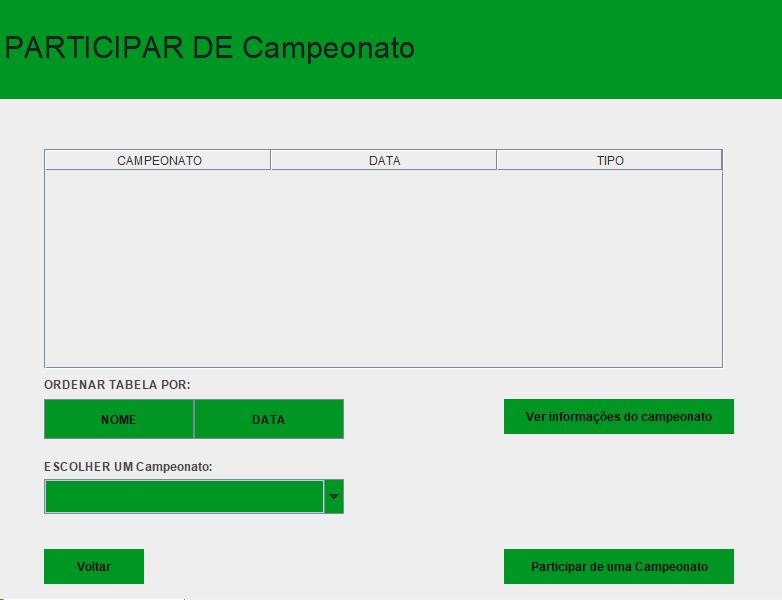 PARTICIPAR DE Campeonato
CAMPEONATO DATA TIPO
ORDENAR TABELA POR:
NOME DATA
Ver informações do campeonato
ESCOLHER UM Campeonato:
Voltar
Participar de uma Campeonato